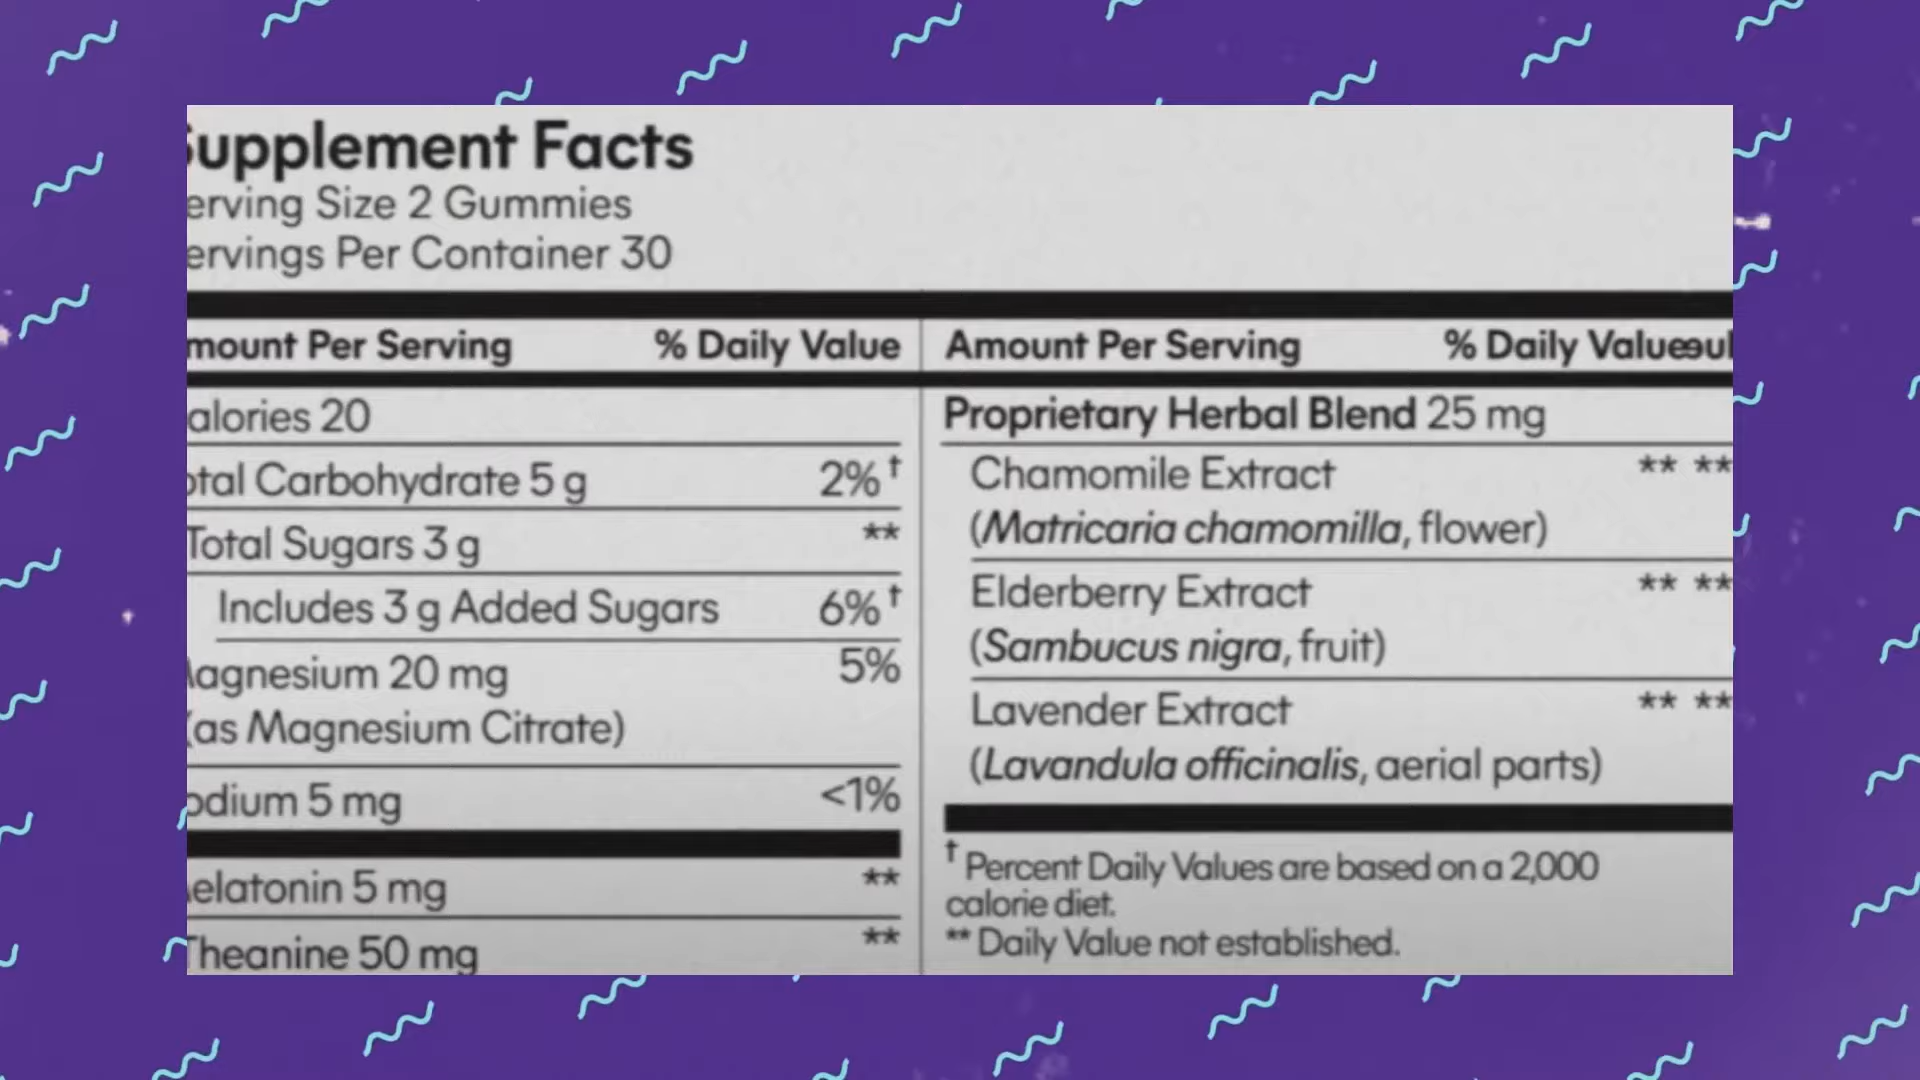 Supplement Facts
erving Size 2 Gummies
ervings Per Container 30
mount Per Serving % Daily Value
alories 20
otal Carbohydrate 5 g 2%†
Total Sugars 3 g **
Includes 3 g Added Sugars 6%†
Magnesium 20 mg 5%
(as Magnesium Citrate)
odium 5 mg <1%
Melatonin 5 mg **
Theanine 50 mg **
Amount Per Serving % Daily Value
Proprietary Herbal Blend 25 mg
Chamomile Extract ** **
(Matricaria chamomilla, flower)
Elderberry Extract ** **
(Sambucus nigra, fruit)
Lavender Extract ** **
(Lavandula officinalis, aerial parts)
† Percent Daily Values are based on a 2,000
calorie diet.
** Daily Value not established.